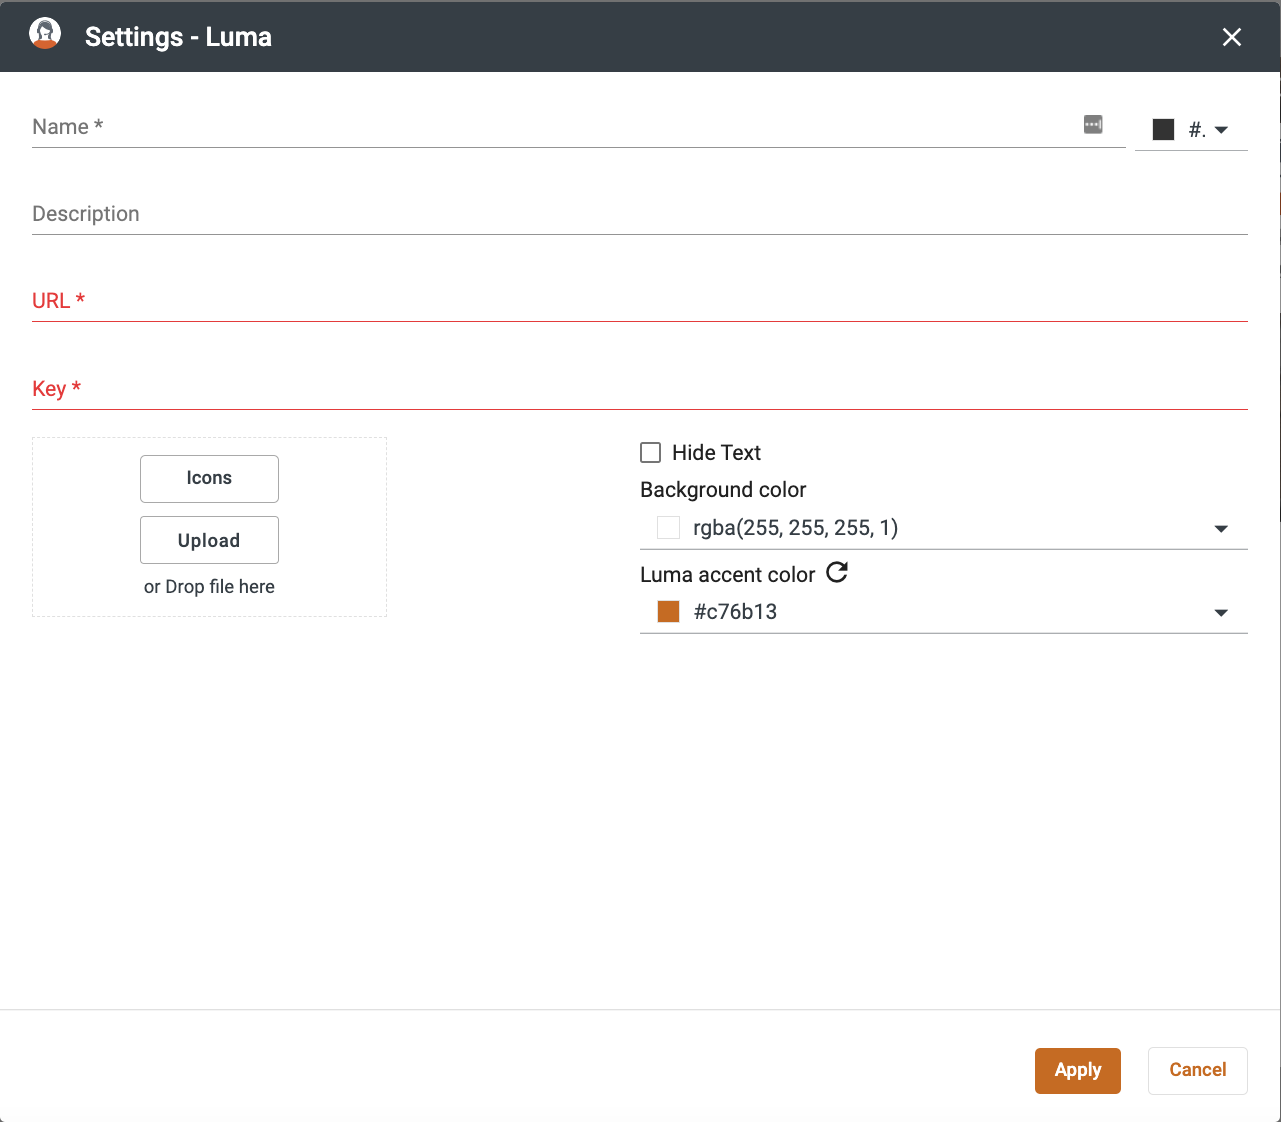 Settings - Luma
Name *
#.
Description
URL *
Key *
Icons
Upload
or Drop file here
Hide Text
Background color
rgba(255, 255, 255, 1)
Luma accent color
#c76b13
Apply
Cancel